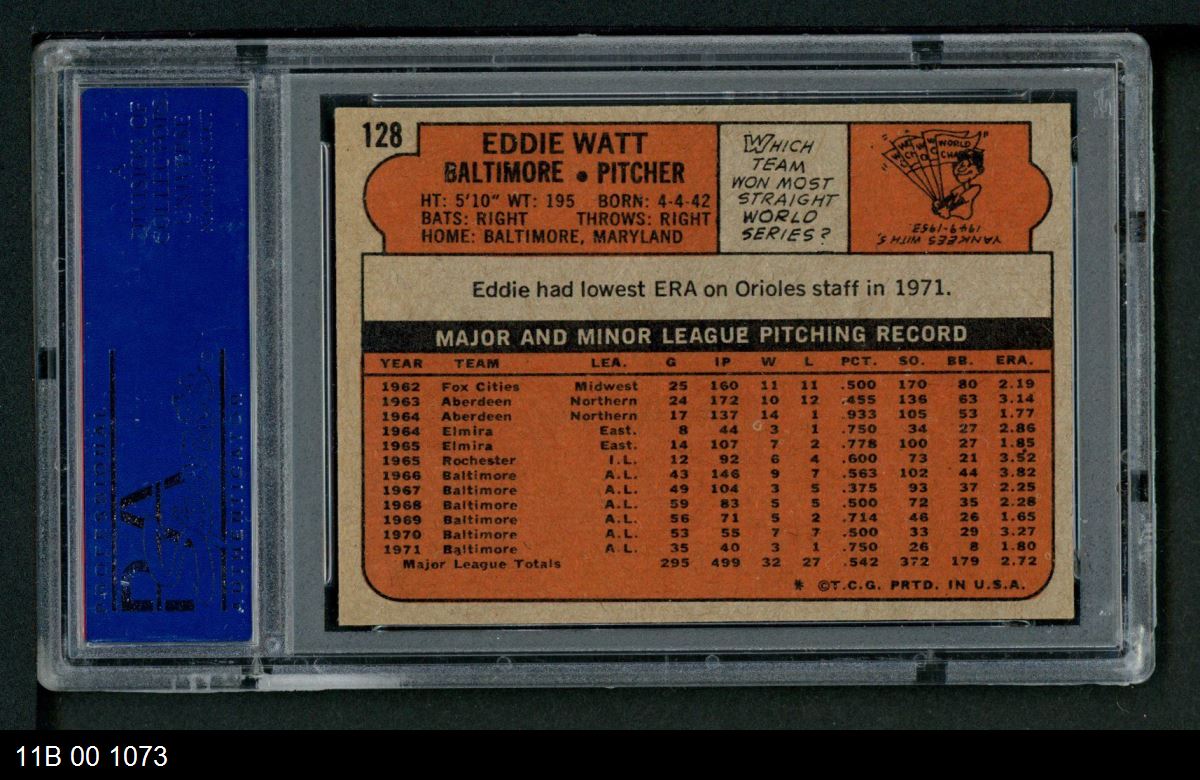 128
EDDIE WATT
BALTIMORE • PITCHER
HT: 5'10" WT: 195 BORN: 4-4-42
BATS: RIGHT THROWS: RIGHT
HOME: BALTIMORE, MARYLAND
WHICH
TEAM
WON MOST
STRAIGHT
WORLD
SERIES?
WORLD
CHAMPS
YANKEES WITH 5,
1949-1953
Eddie had lowest ERA on Orioles staff in 1971.
MAJOR AND MINOR LEAGUE PITCHING RECORD
YEAR TEAM LEA. G IP W L PCT. SO. BB. ERA.
1962 Fox Cities Midwest 25 160 11 11 .500 170 80 2.19
1963 Aberdeen Northern 24 172 10 12 .455 136 63 3.14
1964 Aberdeen Northern 17 137 14 1 .933 105 53 1.77
1964 Elmira East. 8 44 3 1 .750 34 27 2.86
1965 Elmira East. 14 107 7 2 .778 100 27 1.85
1965 Rochester I.L. 12 92 6 4 .600 73 21 3.52
1966 Baltimore A.L. 43 146 9 7 .563 102 44 3.82
1967 Baltimore A.L. 49 104 3 5 .375 93 37 2.25
1968 Baltimore A.L. 59 83 5 5 .500 72 35 2.28
1969 Baltimore A.L. 56 71 5 2 .714 46 26 1.65
1970 Baltimore A.L. 53 55 7 7 .500 33 29 3.27
1971 Baltimore A.L. 35 40 3 1 .750 26 8 1.80
Major League Totals 295 499 32 27 .542 372 179 2.72
* ©T.C.G. PRTD. IN U.S.A.
PROFESSIONAL
PSA
AUTHENTICATOR
A
DIVISION OF
COLLECTORS
UNIVERSE
11B 00 1073